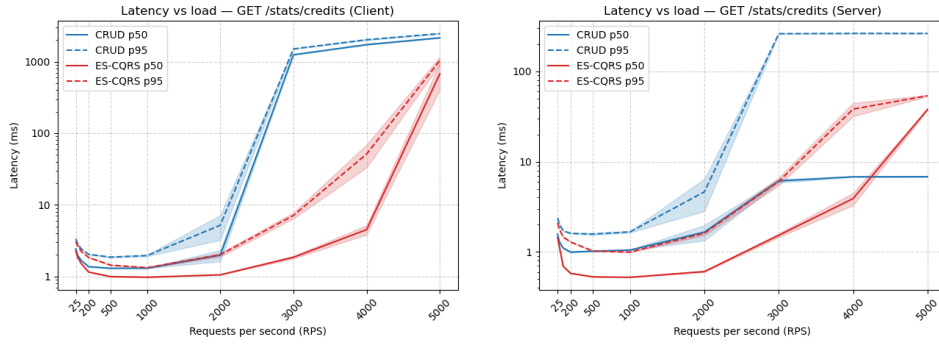 Latency vs load — GET /stats/credits (Client)
CRUD p50
CRUD p95
ES-CQRS p50
ES-CQRS p95
Latency (ms)
1000
100
10
1
25
200
500
1000
2000
3000
4000
5000
Requests per second (RPS)
Latency vs load — GET /stats/credits (Server)
CRUD p50
CRUD p95
ES-CQRS p50
ES-CQRS p95
Latency (ms)
100
10
1
25
200
500
1000
2000
3000
4000
5000
Requests per second (RPS)